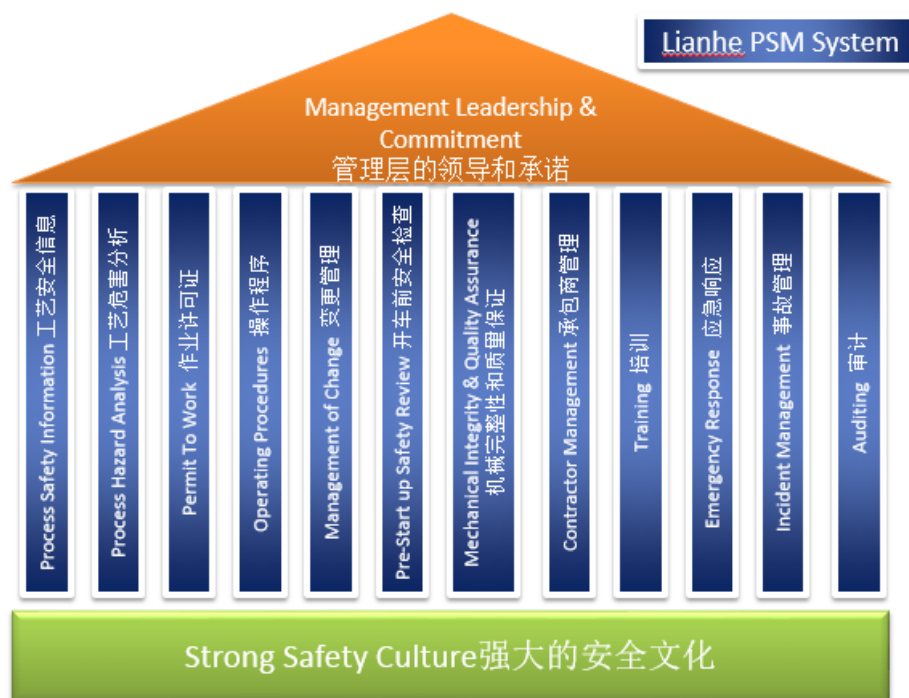 Lianhe PSM System
Management Leadership &
Commitment
管理层的领导和承诺
Process Safety Information 工艺安全信息
Process Hazard Analysis 工艺危害分析
Permit To Work 作业许可证
Operating Procedures 操作程序
Management of Change 变更管理
Pre-Start up Safety Review 开车前安全检查
Mechanical Integrity & Quality Assurance
机械完整性和质量保证
Contractor Management 承包商管理
Training 培训
Emergency Response 应急响应
Incident Management 事故管理
Auditing 审计
Strong Safety Culture强大的安全文化